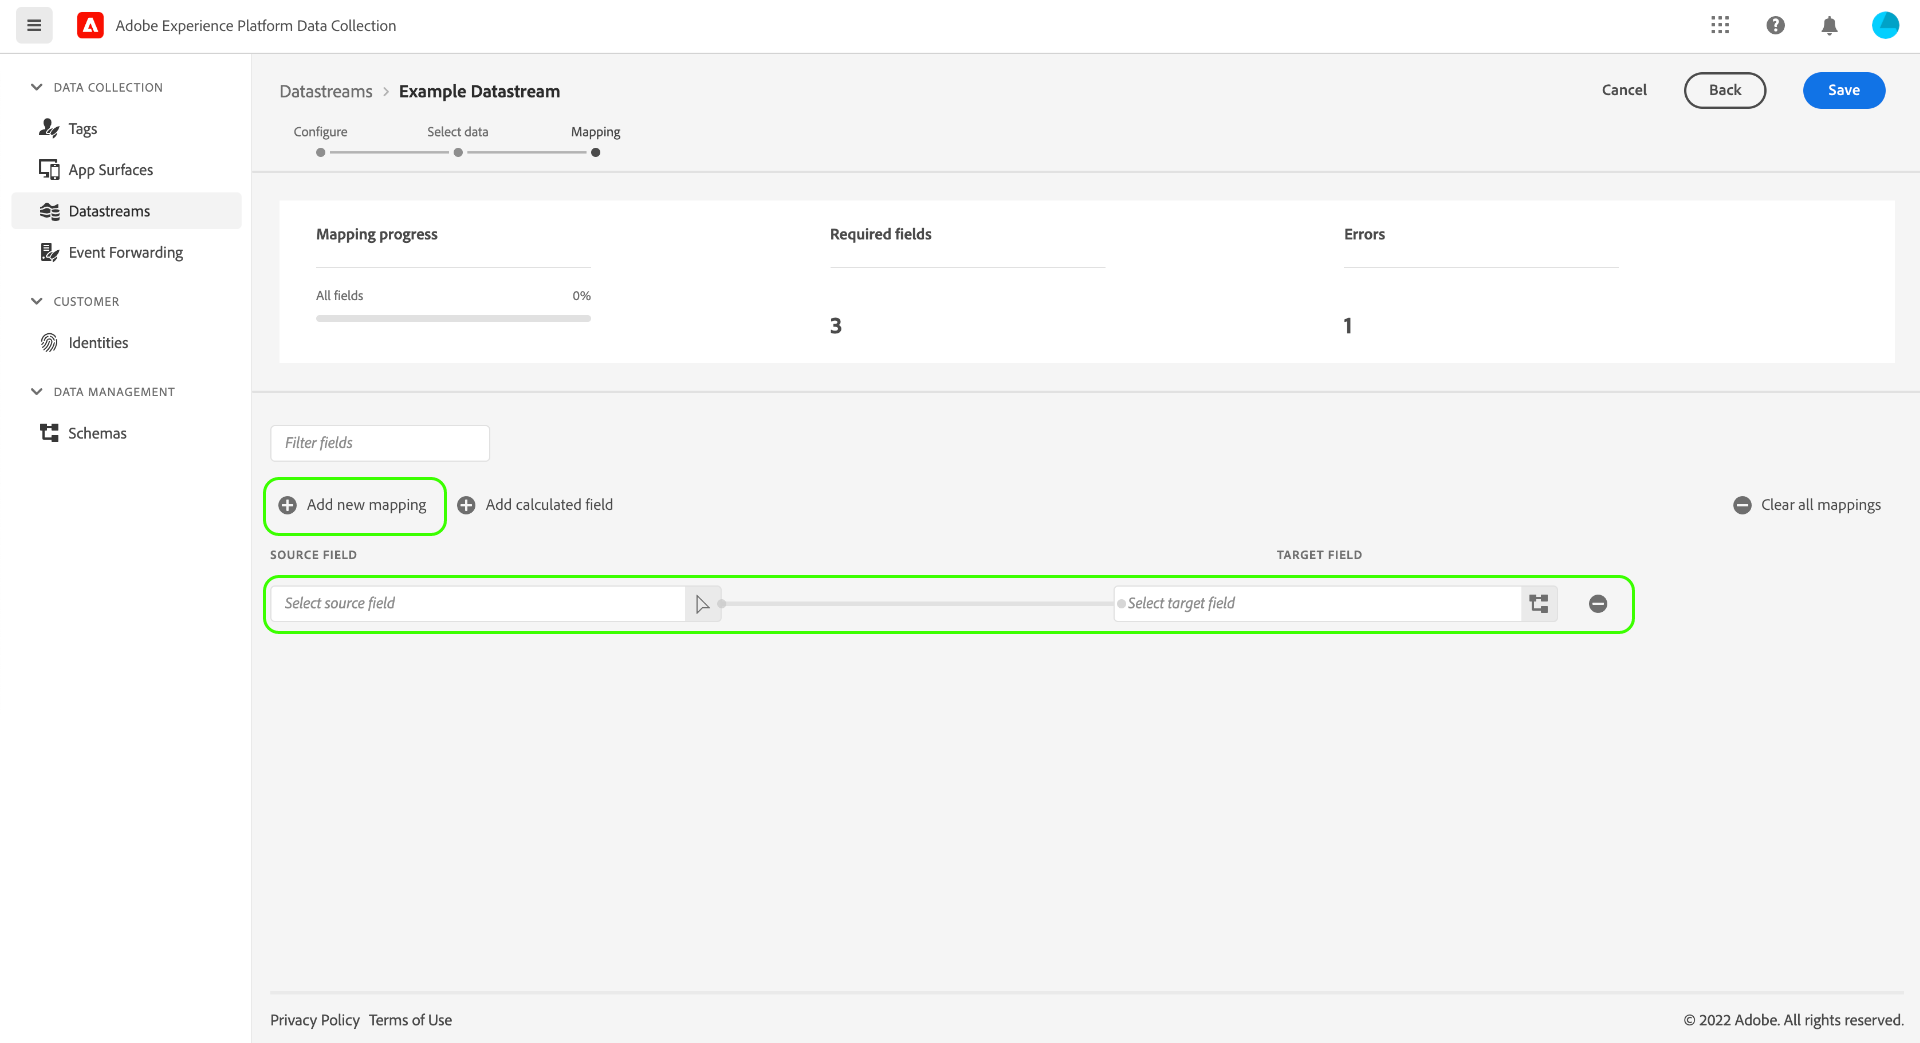 Adobe Experience Platform Data Collection
DATA COLLECTION
Tags
App Surfaces
Datastreams
Event Forwarding
CUSTOMER
Identities
DATA MANAGEMENT
Schemas
Datastreams > Example Datastream
Cancel
Back
Save
Configure
Select data
Mapping
Mapping progress
Required fields
Errors
All fields
0%
3
1
Filter fields
Add new mapping
Add calculated field
Clear all mappings
SOURCE FIELD
TARGET FIELD
Select source field
Select target field
Privacy Policy
Terms of Use
© 2022 Adobe. All rights reserved.